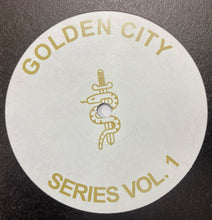 GOLDEN CITY
SERIES VOL. 1